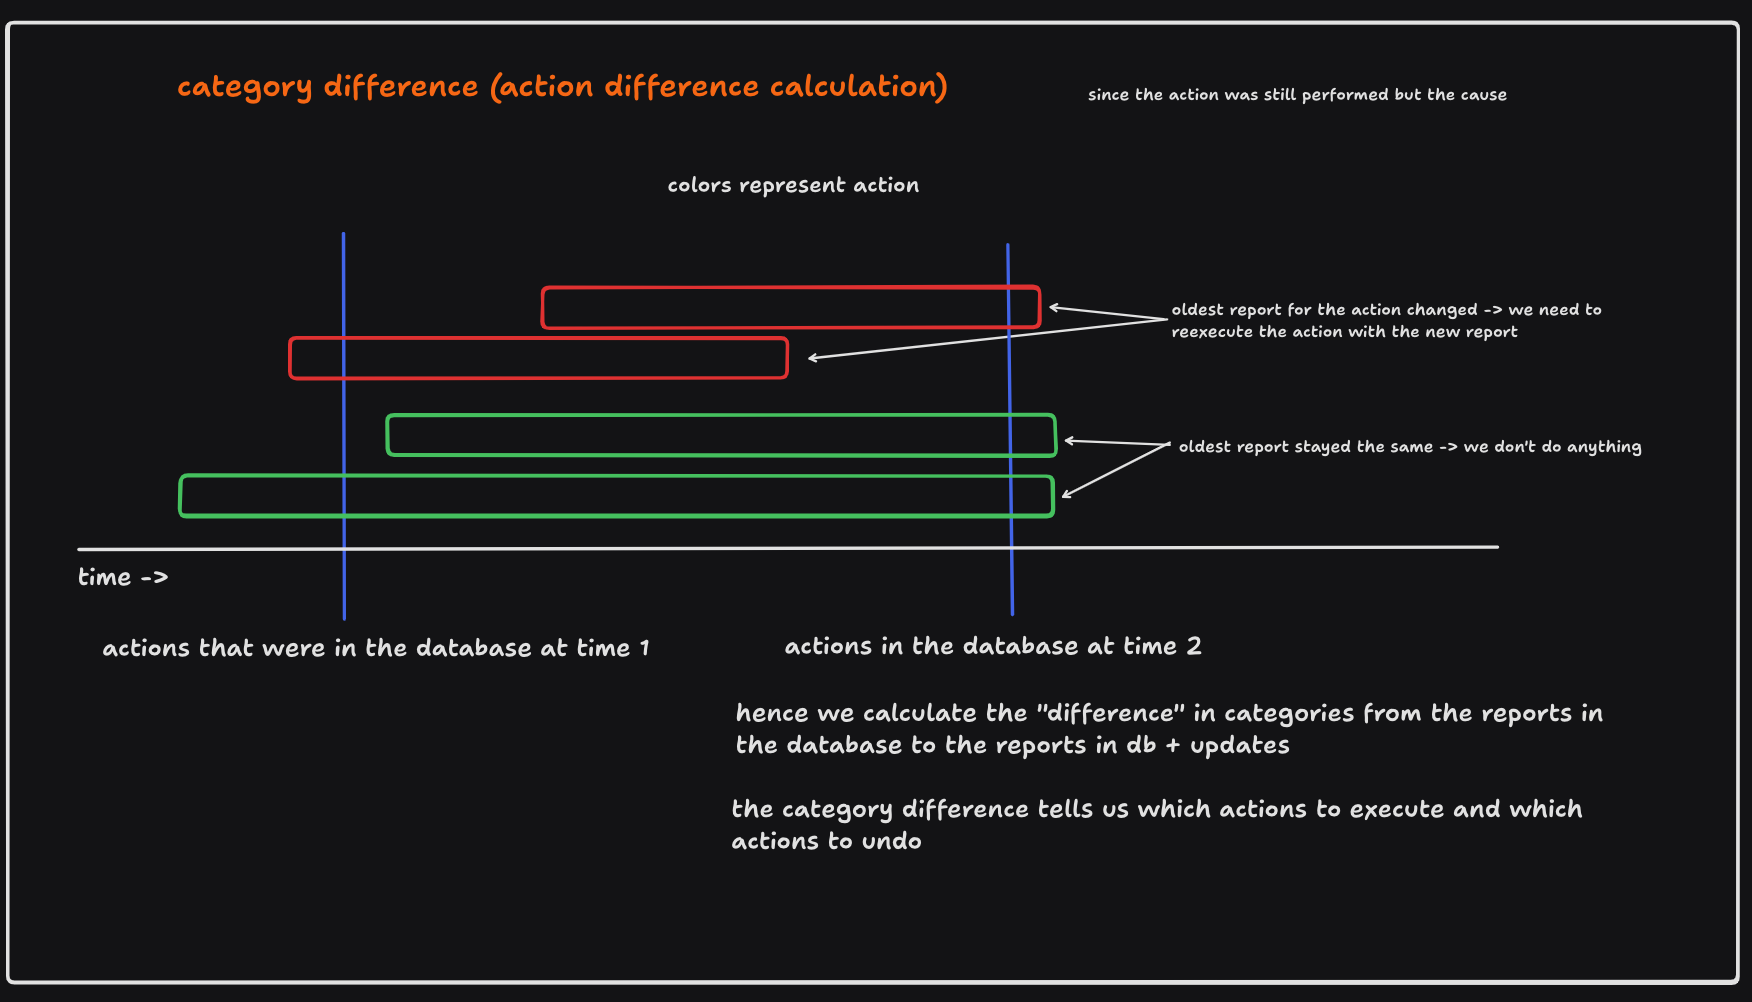 category difference (action difference calculation)
since the action was still performed but the cause
colors represent action
oldest report for the action changed -> we need to
reexecute the action with the new report
oldest report stayed the same -> we don't do anything
time ->
actions that were in the database at time 1
actions in the database at time 2
hence we calculate the "difference" in categories from the reports in
the database to the reports in db + updates
the category difference tells us which actions to execute and which
actions to undo